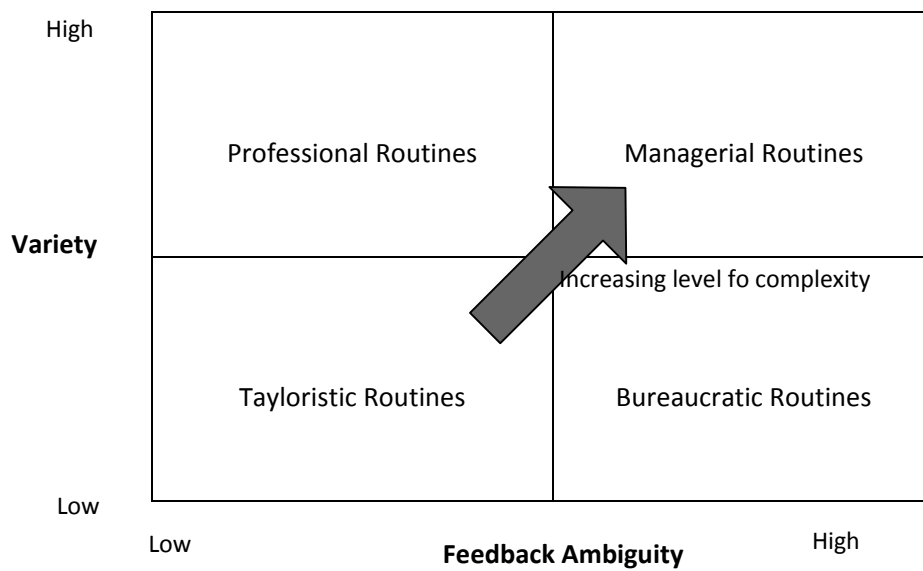 High
Professional Routines
Managerial Routines
Variety
Increasing level fo complexity
Tayloristic Routines
Bureaucratic Routines
Low
Low
Feedback Ambiguity
High